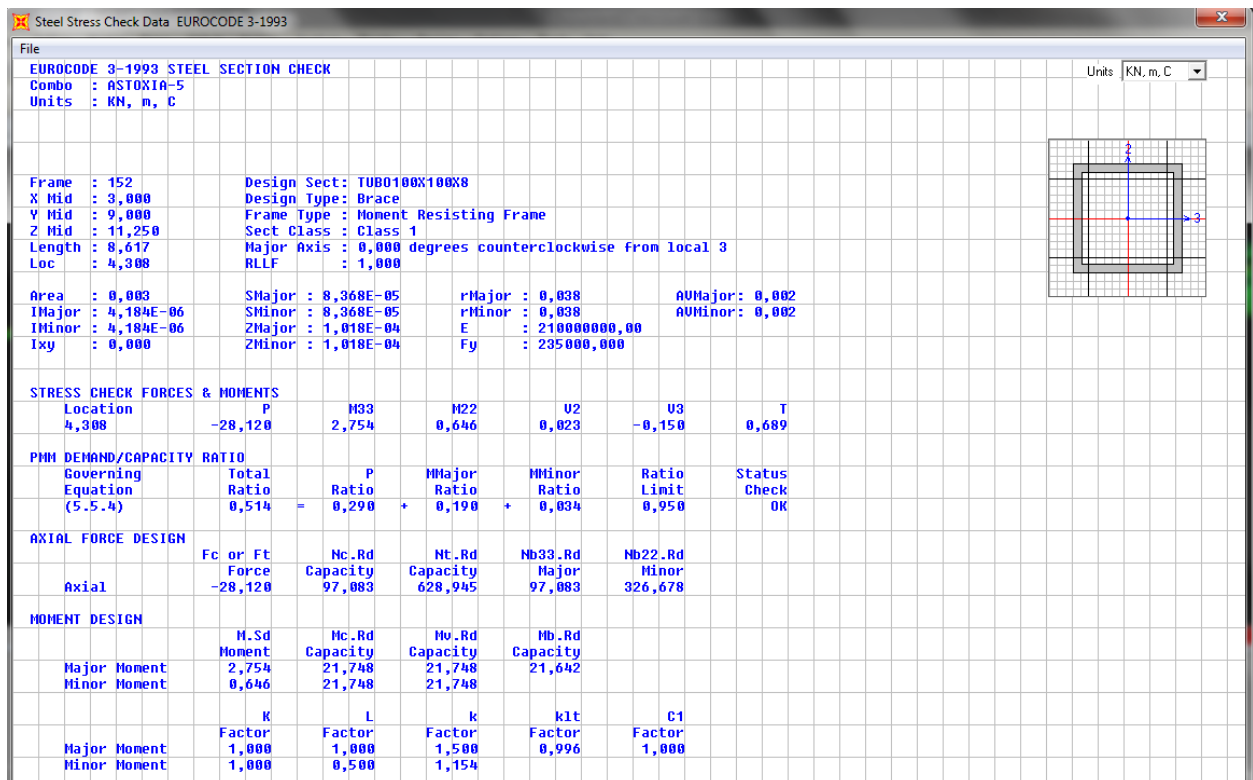 Steel Stress Check Data EUROCODE 3-1993
File
EUROCODE 3-1993 STEEL SECTION CHECK
Units KN, m, C
Combo : ASTOXIA-5
Units : KN, m, C
2
3
Frame : 152 Design Sect: TUBO100X100X8
X Mid : 3,000 Design Type: Brace
Y Mid : 9,000 Frame Type : Moment Resisting Frame
Z Mid : 11,250 Sect Class : Class 1
Length : 8,617 Major Axis : 0,000 degrees counterclockwise from local 3
Loc : 4,308 RLLF : 1,000
Area : 0,003 SMajor : 8,368E-05 rMajor : 0,038 AVMajor: 0,002
IMajor : 4,184E-06 SMinor : 8,368E-05 rMinor : 0,038 AVMinor: 0,002
IMinor : 4,184E-06 ZMajor : 1,018E-04 E : 210000000,00
Ixy : 0,000 ZMinor : 1,018E-04 Fy : 235000,000
STRESS CHECK FORCES & MOMENTS
Location P M33 M22 V2 V3 T
4,308 -28,120 2,754 0,646 0,023 -0,150 0,689
PMM DEMAND/CAPACITY RATIO
Governing Total P MMajor MMinor Ratio Status
Equation Ratio Ratio Ratio Ratio Limit Check
(5.5.4) 0,514 = 0,290 + 0,190 + 0,034 0,950 OK
AXIAL FORCE DESIGN
Fc or Ft Nc.Rd Nt.Rd Nb33.Rd Nb22.Rd
Force Capacity Capacity Major Minor
Axial -28,120 97,083 628,945 97,083 326,678
MOMENT DESIGN
M.Sd Mc.Rd Mv.Rd Mb.Rd
Moment Capacity Capacity Capacity
Major Moment 2,754 21,748 21,748 21,642
Minor Moment 0,646 21,748 21,748
K L k klt C1
Factor Factor Factor Factor Factor
Major Moment 1,000 1,000 1,500 0,996 1,000
Minor Moment 1,000 0,500 1,154